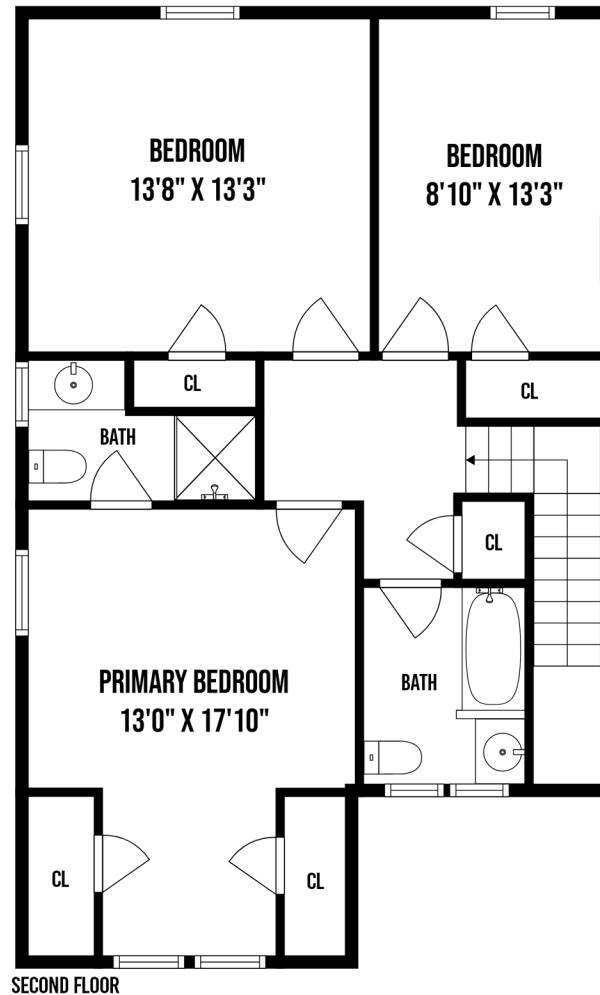 BEDROOM
13'8" X 13'3"
BEDROOM
8'10" X 13'3"
CL
CL
BATH
CL
PRIMARY BEDROOM
13'0" X 17'10"
BATH
CL
CL
SECOND FLOOR